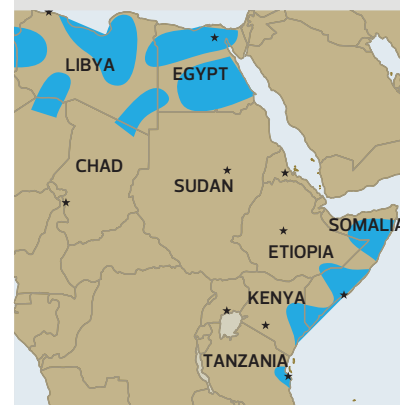 LIBYA
EGYPT
CHAD
SUDAN
SOMALIA
ETIOPIA
KENYA
TANZANIA